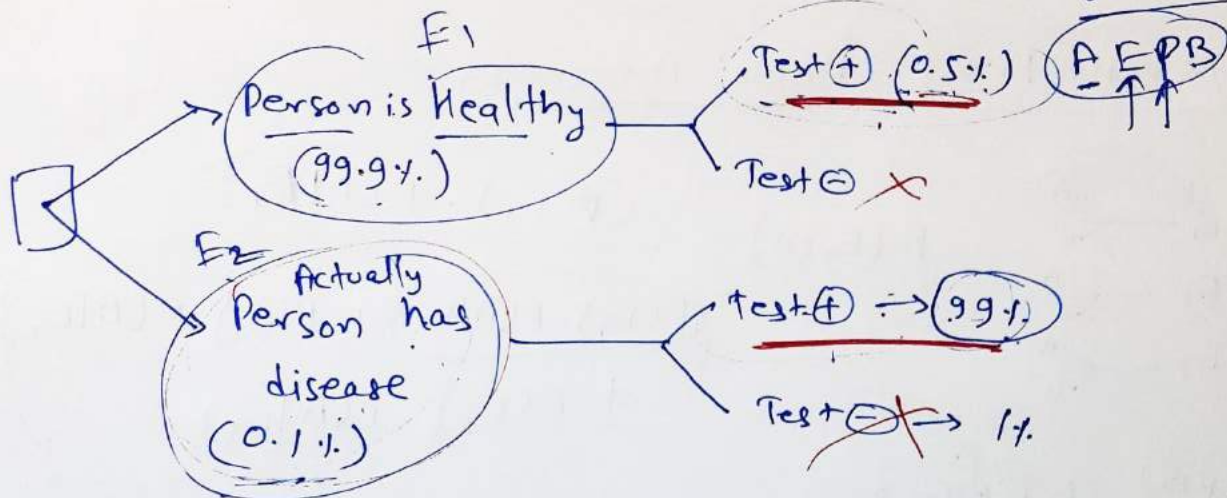 E1
Person is Healthy
(99.9%)
Test ⊕ (0.5%)
A E P B
Test ⊖
E2
Actually
Person has
disease
(0.1%)
Test ⊕ → 99%
Test ⊖ → 1%